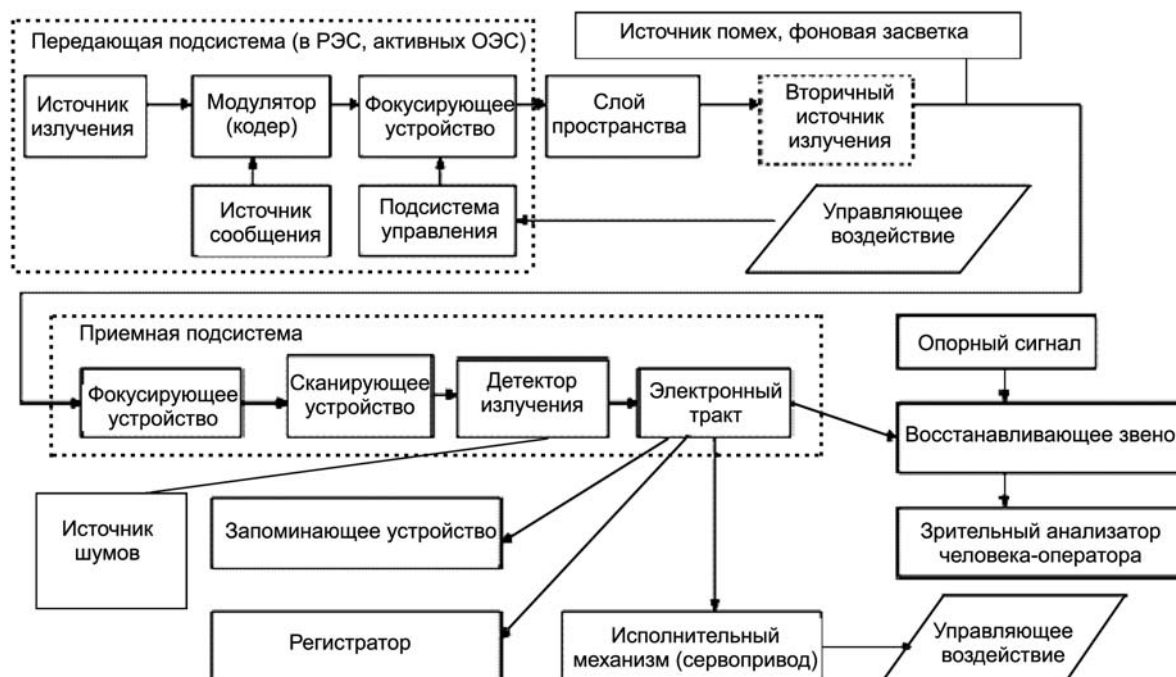 Передающая подсистема (в РЭС, активных ОЭС)
Источник помех, фоновая засветка
Источник
излучения
Модулятор
(кодер)
Фокусирующее
устройство
Слой
пространства
Вторичный
источник
излучения
Источник
сообщения
Подсистема
управления
Управляющее
воздействие
Приемная подсистема
Опорный сигнал
Фокусирующее
устройство
Сканирующее
устройство
Детектор
излучения
Электронный
тракт
Восстанавливающее звено
Источник
шумов
Запоминающее устройство
Зрительный анализатор
человека-оператора
Регистратор
Исполнительный
механизм (сервопривод)
Управляющее
воздействие